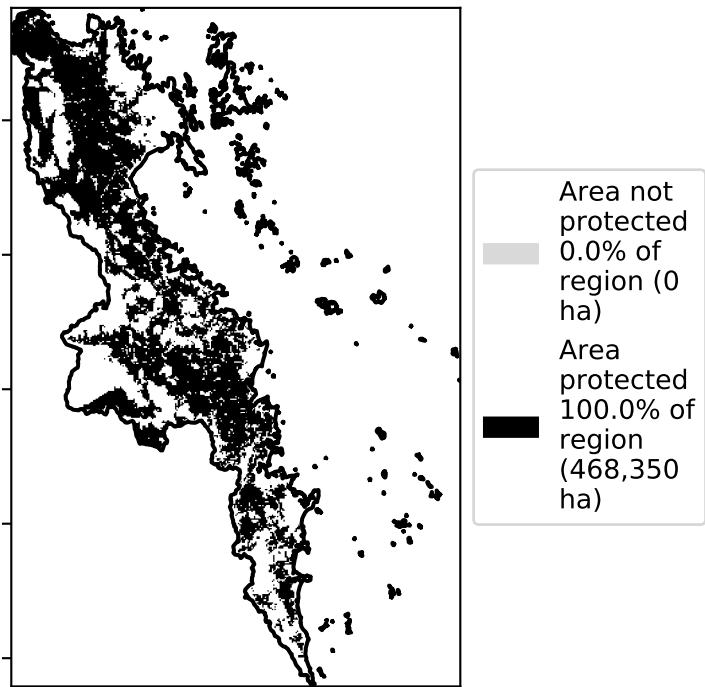 Area not
protected
0.0% of
region (0
ha)
Area
protected
100.0% of
region
(468,350
ha)